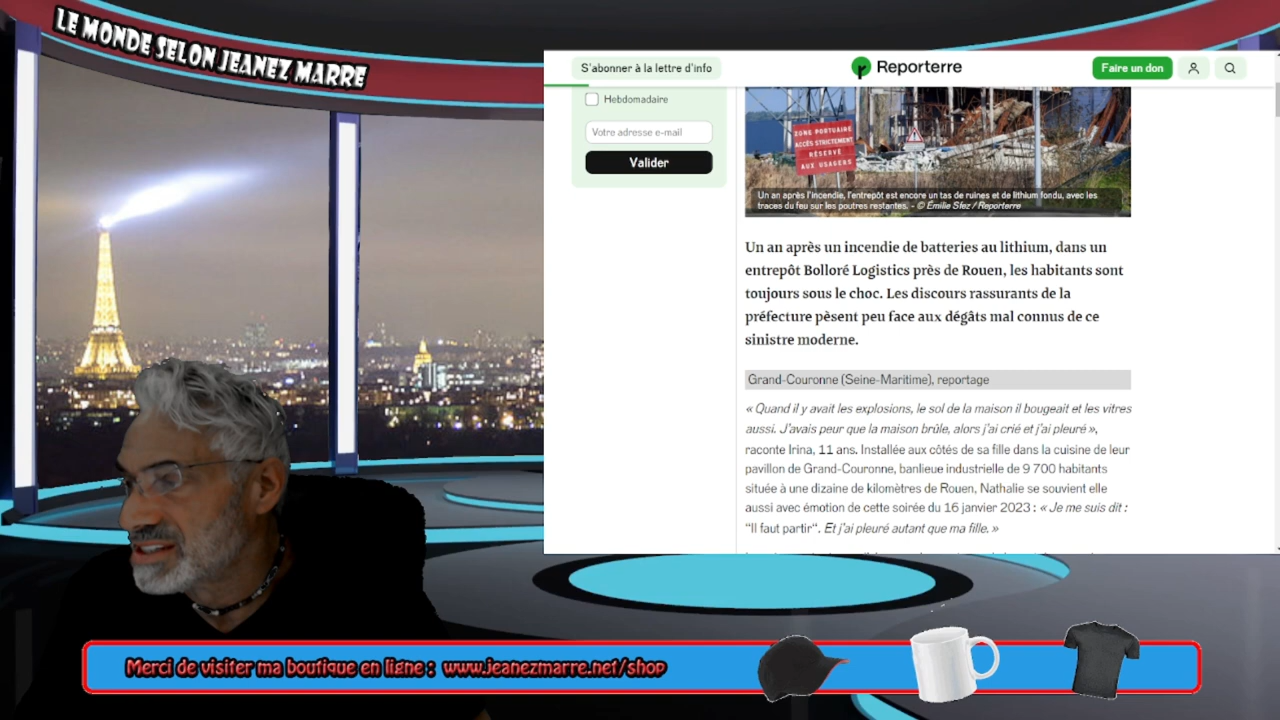 LE MONDE SELON JEANEZ MARRE
S'abonner à la lettre d'info
Reporterre
Faire un don
Hebdomadaire
Votre adresse e-mail
Valider
ZONE-PORTUAIRE
ACCÈS STRICTEMENT
RÉSERVÉ
AUX USAGERS
Un an après l'incendie, l'entrepôt est encore un tas de ruines et de lithium fondu, avec les
traces du feu sur les poutres restantes. - © Émilie Sfez / Reporterre
Un an après un incendie de batteries au lithium, dans un
entrepôt Bolloré Logistics près de Rouen, les habitants sont
toujours sous le choc. Les discours rassurants de la
préfecture pèsent peu face aux dégâts mal connus de ce
sinistre moderne.
Grand-Couronne (Seine-Maritime), reportage
« Quand il y avait les explosions, le sol de la maison il bougeait et les vitres
aussi. J'avais peur que la maison brûle, alors j'ai crié et j'ai pleuré »,
raconte Irina, 11 ans. Installée aux côtés de sa fille dans la cuisine de leur
pavillon de Grand-Couronne, banlieue industrielle de 9 700 habitants
située à une dizaine de kilomètres de Rouen, Nathalie se souvient elle
aussi avec émotion de cette soirée du 16 janvier 2023 : « Je me suis dit :
"Il faut partir". Et j'ai pleuré autant que ma fille. »
Merci de visiter ma boutique en ligne : www.jeanezmarre.net/shop